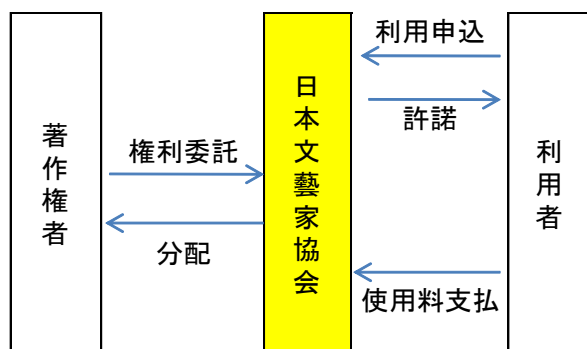 著作権者
権利委託
分配
日本文藝家協会
利用申込
許諾
使用料支払
利用者